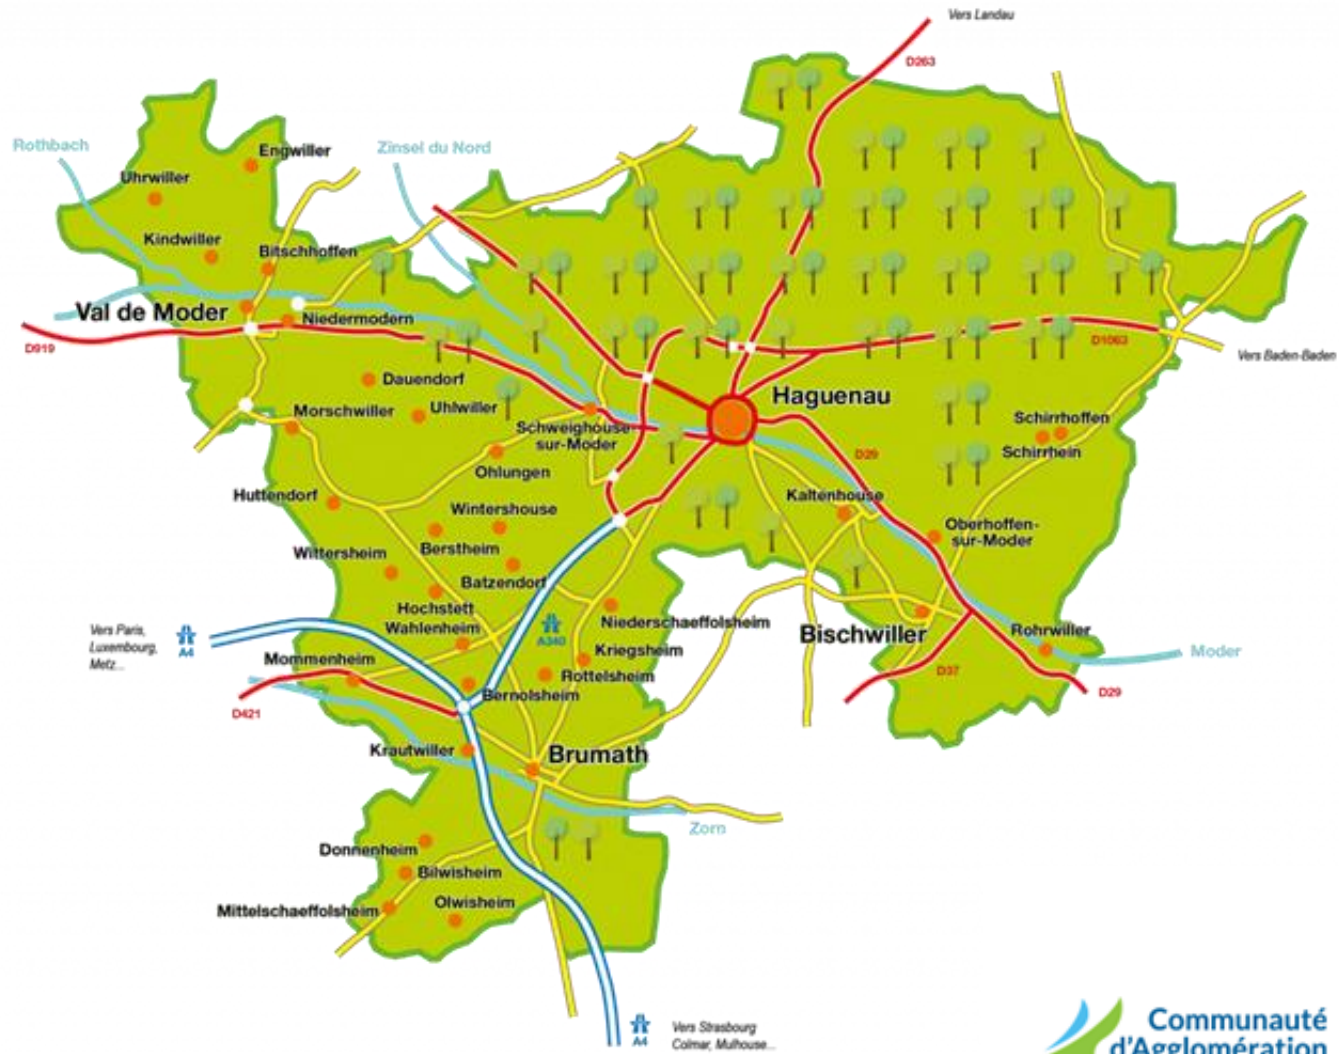 Vers Landau
D263
Rothbach
Zinsel du Nord
Engwiller
Uhrwiller
Kindwiller
Bitschhoffen
Val de Moder
Niedermodern
D919
D1063
Vers Baden-Baden
Dauendorf
Haguenau
Morschwiller
Uhlwiller
Schweighouse-
sur-Moder
Schirrhoffen
Schirrhein
D29
Ohlungen
Huttendorf
Kaltenhouse
Wintershouse
Oberhoffen-
sur-Moder
Wittersheim
Berstheim
Batzendorf
Hochstett
Wahlenheim
Niederschaeffolsheim
Vers Paris,
Luxembourg,
Metz...
A4
A340
Bischwiller
Rohrwiller
Moder
Mommenheim
Kriegsheim
Rottelsheim
D37
D29
Bernolsheim
D421
Krautwiller
Brumath
Zorn
Donnenheim
Bilwisheim
Mittelschaeffolsheim
Olwisheim
A4
Vers Strasbourg
Colmar, Mulhouse...
Communauté
d'Agglomération